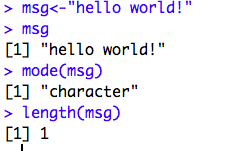 > msg<-"hello world!"
> msg
[1] "hello world!"
> mode(msg)
[1] "character"
> length(msg)
[1] 1